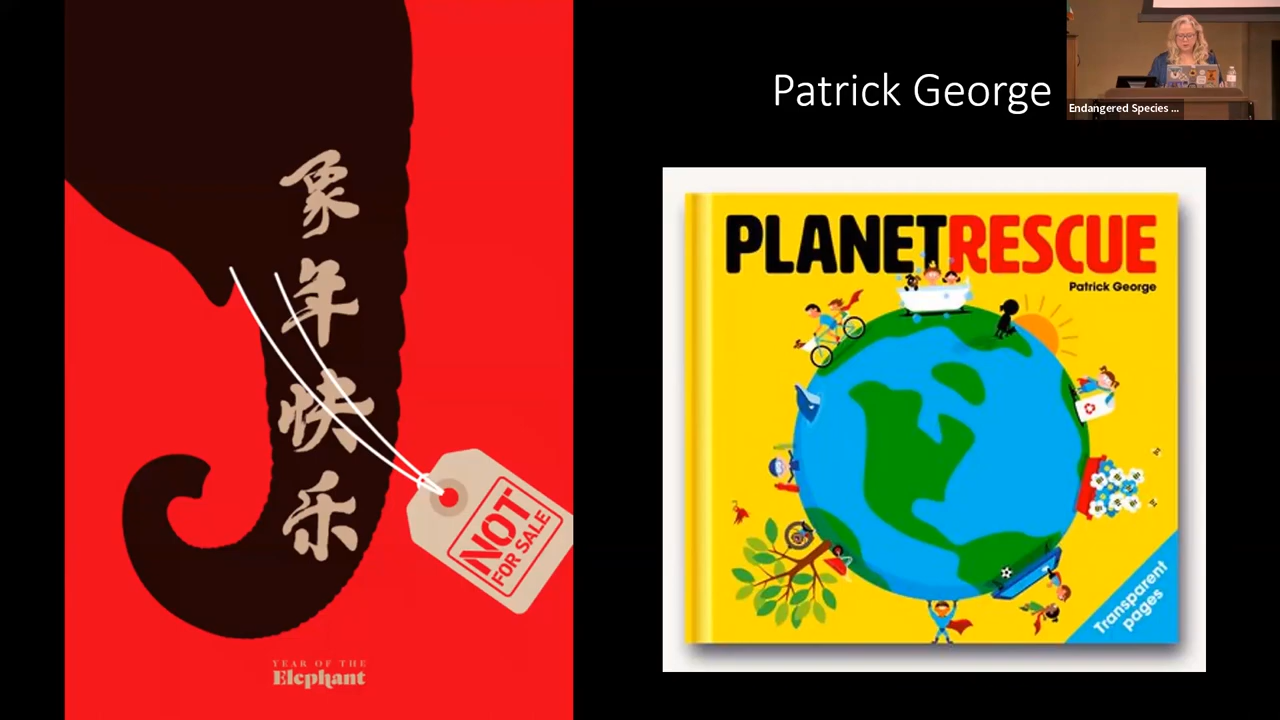 Patrick George
Endangered Species ...
象
年
快
乐
NOT
FOR SALE
YEAR OF THE
Elephant
PLANETRESCUE
Patrick George
Transparent
pages